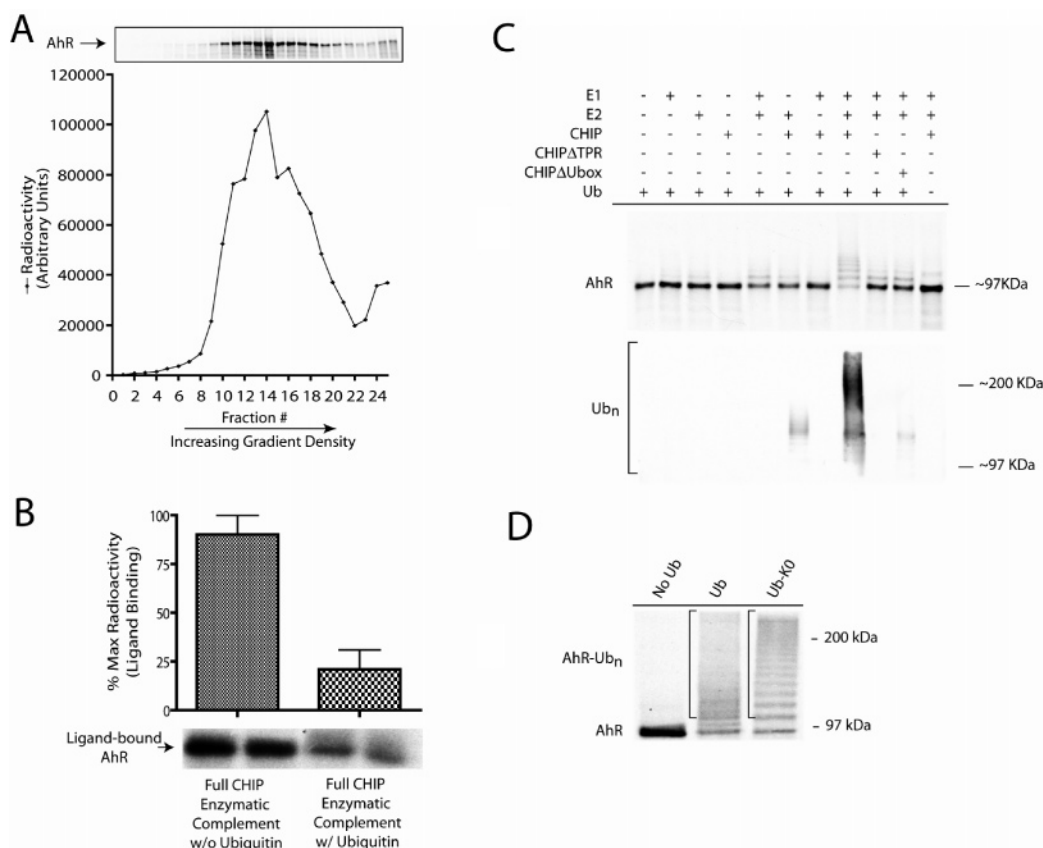 A
AhR
120000
100000
80000
60000
40000
20000
0
Radioactivity
(Arbitrary Units)
0 2 4 6 8 10 12 14 16 18 20 22 24
Fraction #
Increasing Gradient Density
B
100
75
50
25
0
% Max Radioactivity
(Ligand Binding)
Ligand-bound
AhR
Full CHIP
Enzymatic
Complement
w/o Ubiquitin
Full CHIP
Enzymatic
Complement
w/ Ubiquitin
C
E1 - + - - + - + + + + +
E2 - - + - + + - + + + +
CHIP - - - + - + + + - - +
CHIPΔTPR - - - - - - - - + - -
CHIPΔUbox - - - - - - - - - + -
Ub + + + + + + + + + + -
AhR
~97KDa
Ubn
~200 KDa
~97 KDa
D
No Ub
Ub
Ub-K0
AhR-Ubn
200 kDa
AhR
97 kDa